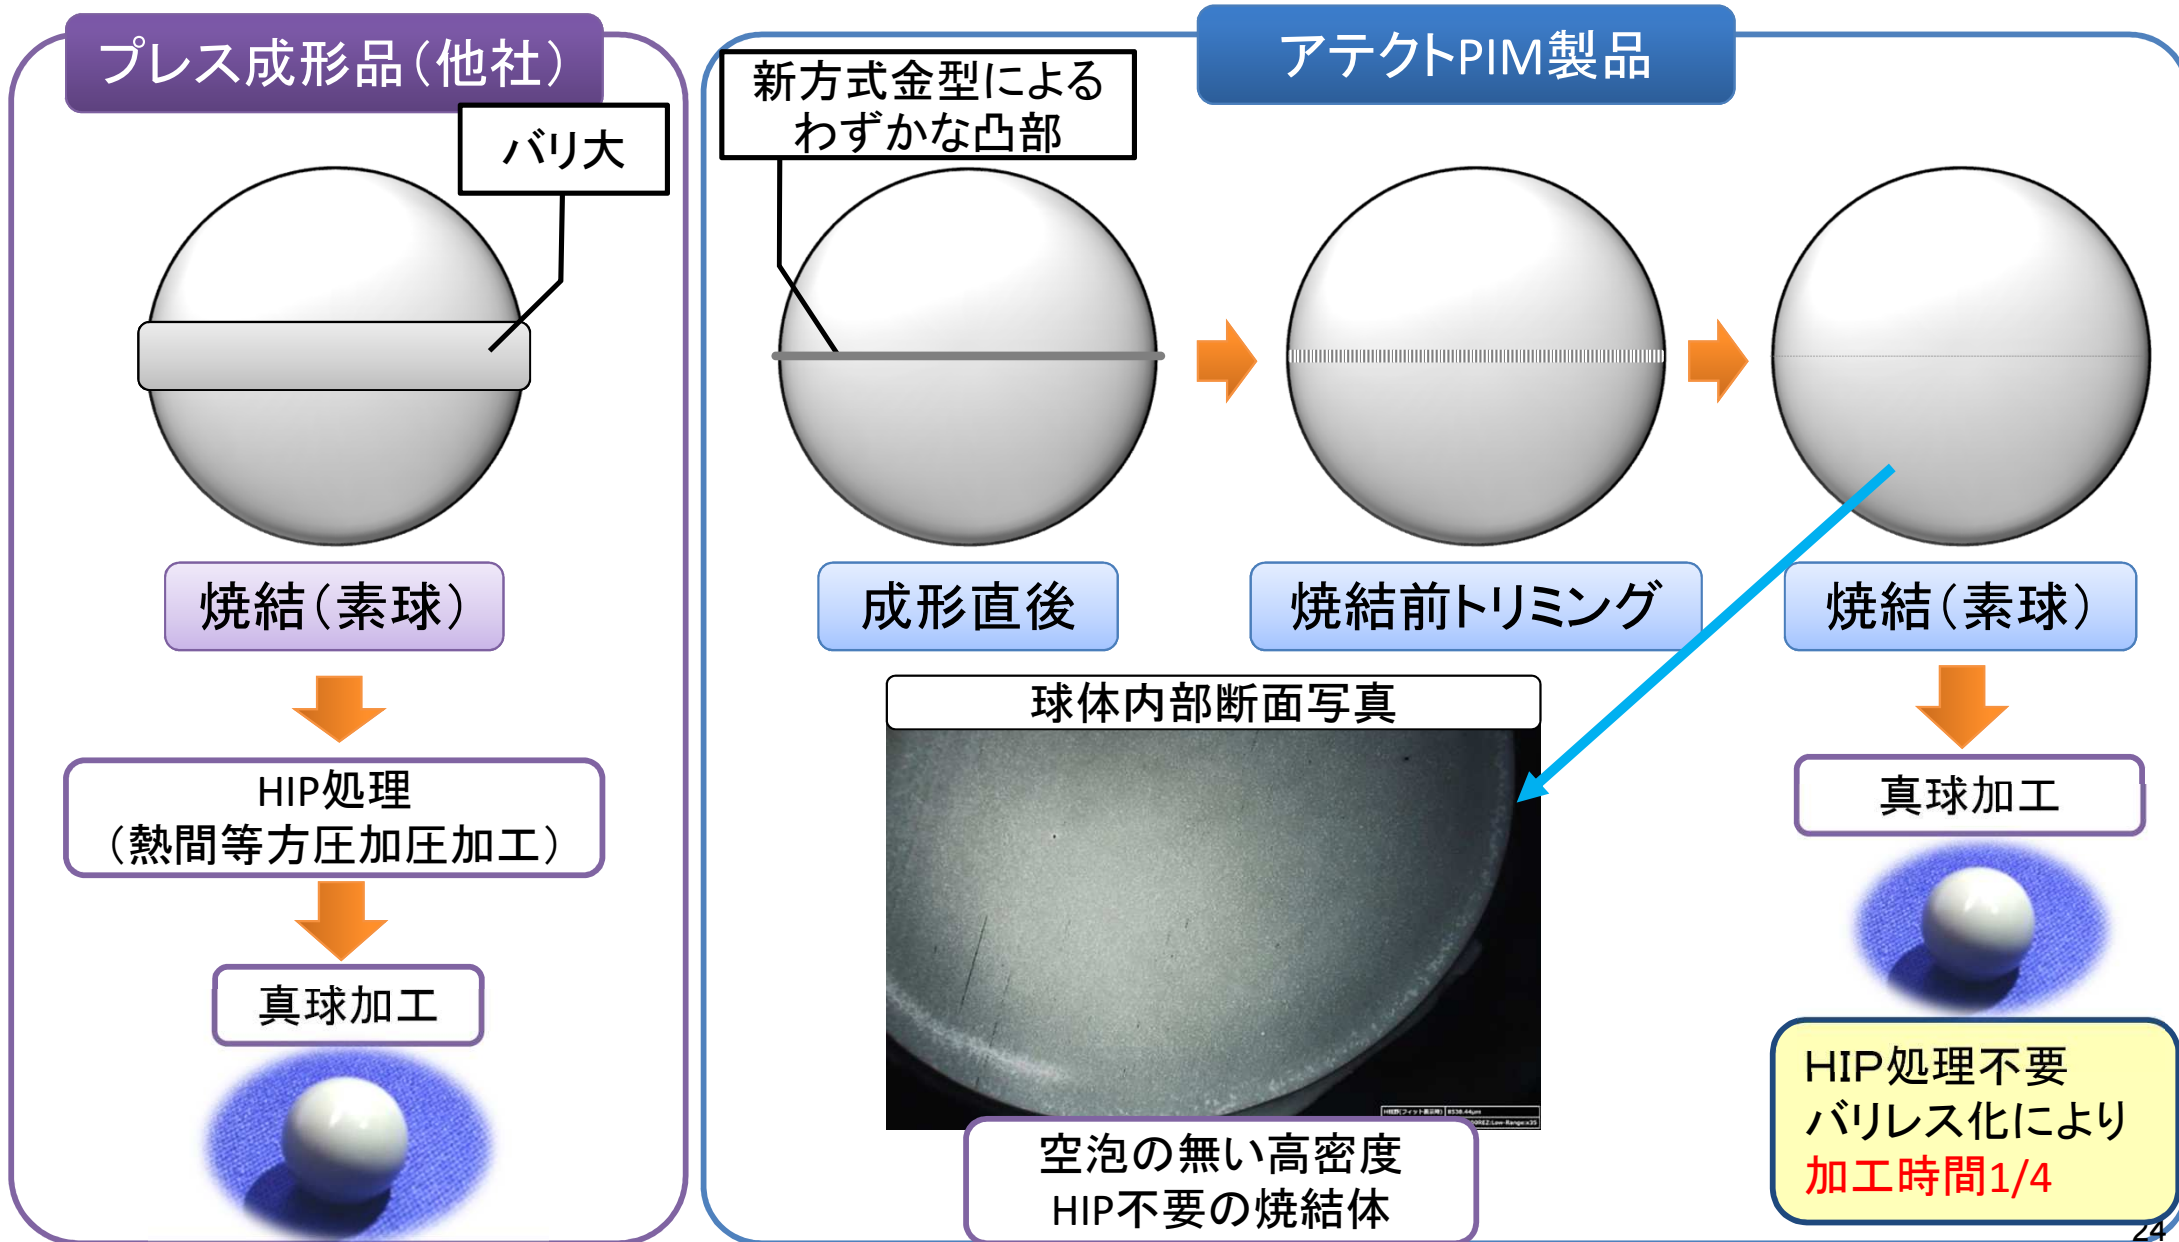 プレス成形品(他社)
バリ大
焼結(素球)
HIP処理
(熱間等方圧加圧加工)
真球加工
アテクトPIM製品
新方式金型による
わずかな凸部
成形直後
焼結前トリミング
焼結(素球)
球体内部断面写真
空泡の無い高密度
HIP不要の焼結体
真球加工
HIP処理不要
バリレス化により
加工時間1/4
24